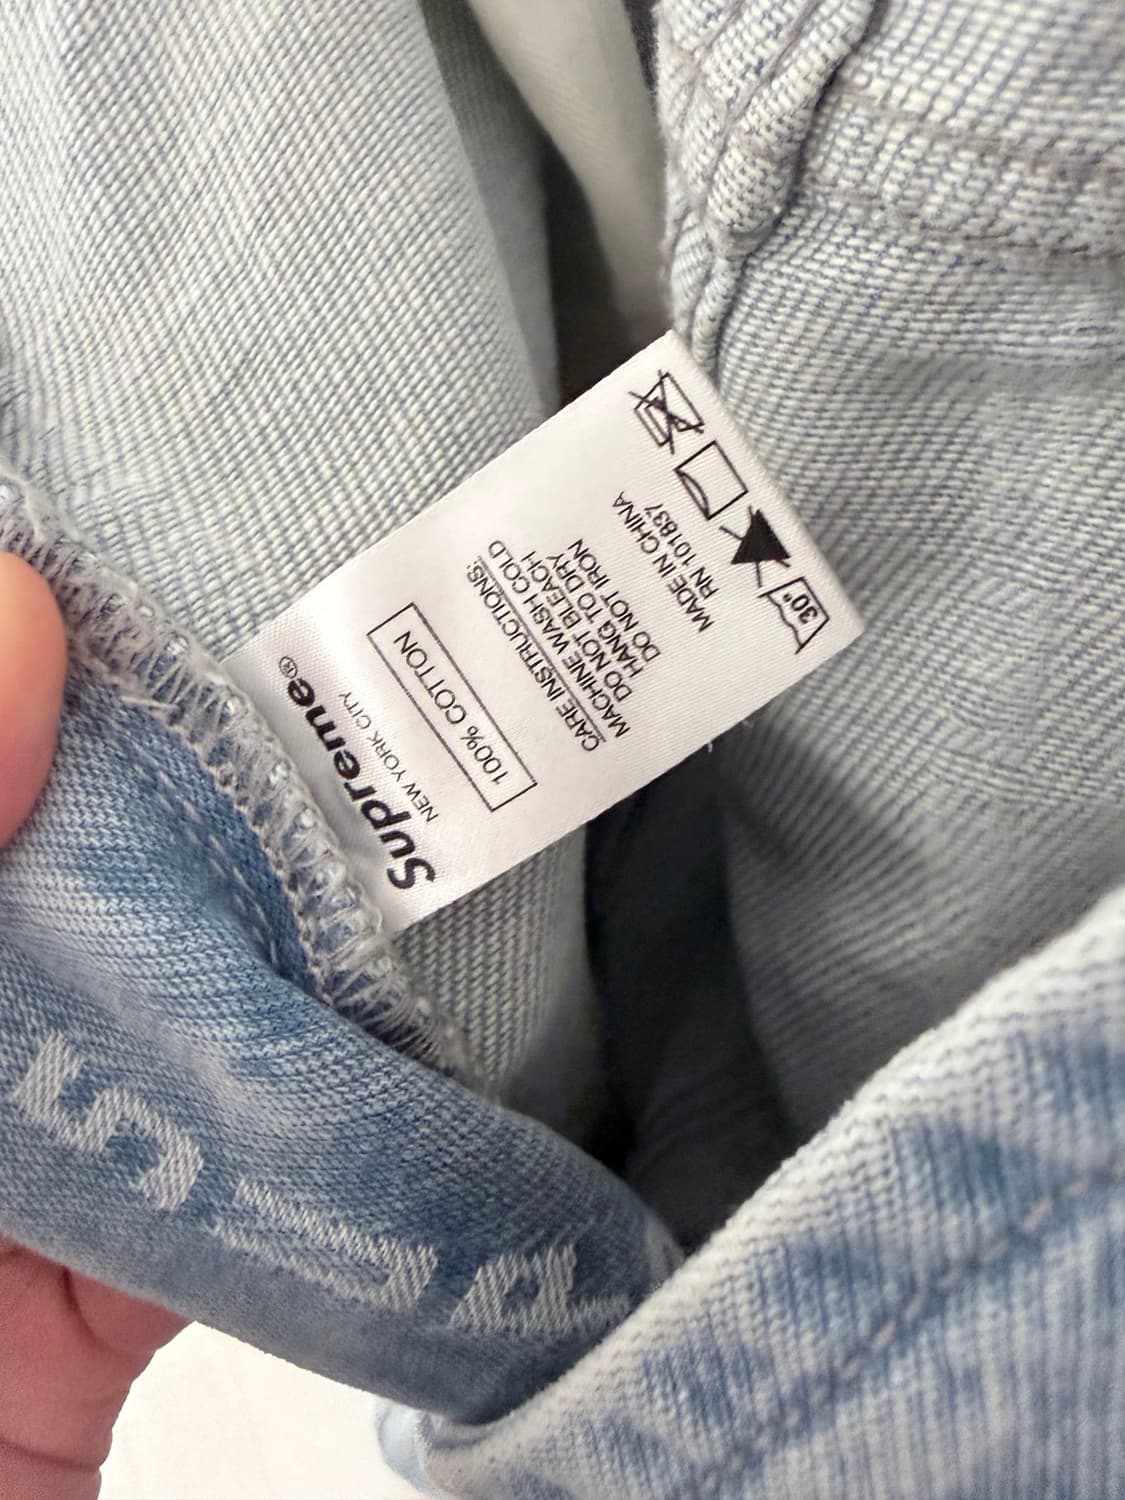 Supreme®
NEW YORK CITY
100% COTTON
CARE INSTRUCTIONS:
MACHINE WASH COLD
DO NOT BLEACH
HANG TO DRY
DO NOT IRON
MADE IN CHINA
RN 101837
30°
SUP